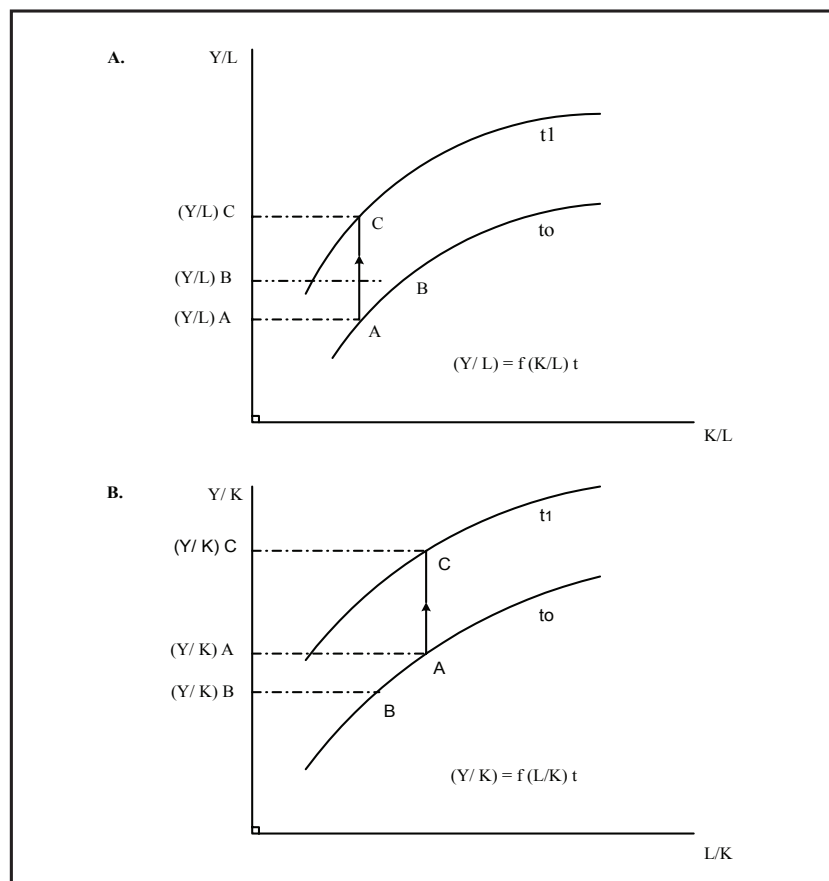 A.
Y/L
t1
(Y/L) C
C
to
(Y/L) B
B
(Y/L) A
A
(Y/ L) = f (K/L) t
K/L
B.
Y/ K
t1
(Y/ K) C
C
to
(Y/ K) A
A
(Y/ K) B
B
(Y/ K) = f (L/K) t
L/K